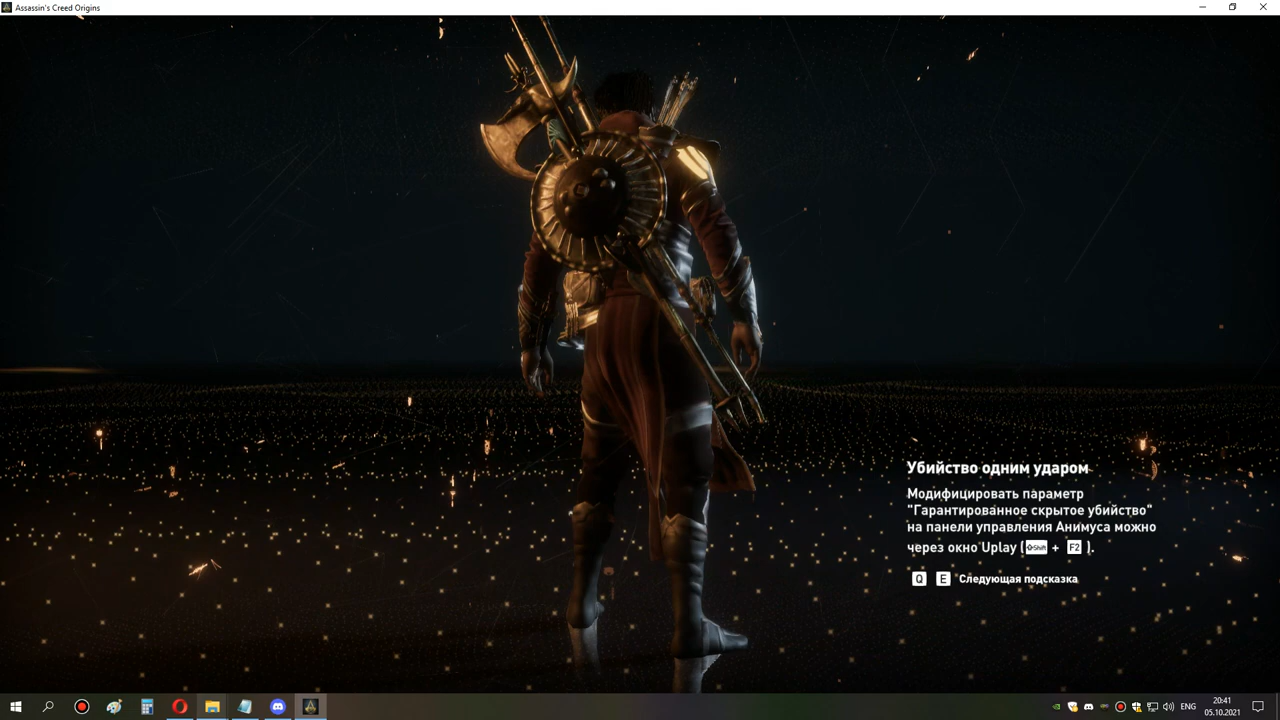 Assassin's Creed Origins
Убийство одним ударом
Модифицировать параметр
"Гарантированное скрытое убийство"
на панели управления Анимуса можно
через окно Uplay ( Shift + F2 ).
Q E Следующая подсказка
ENG
20:41
05.10.2021